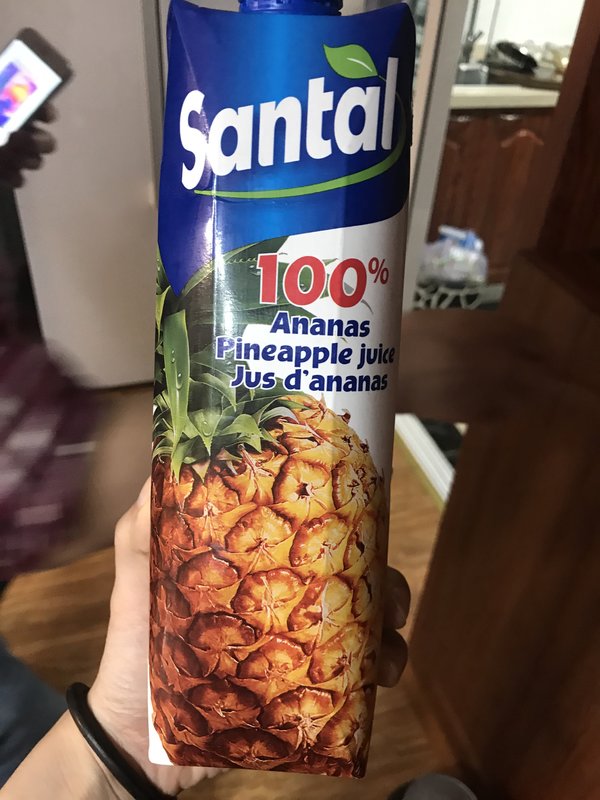 Santal
100%
Ananas
Pineapple juice
Jus d'ananas